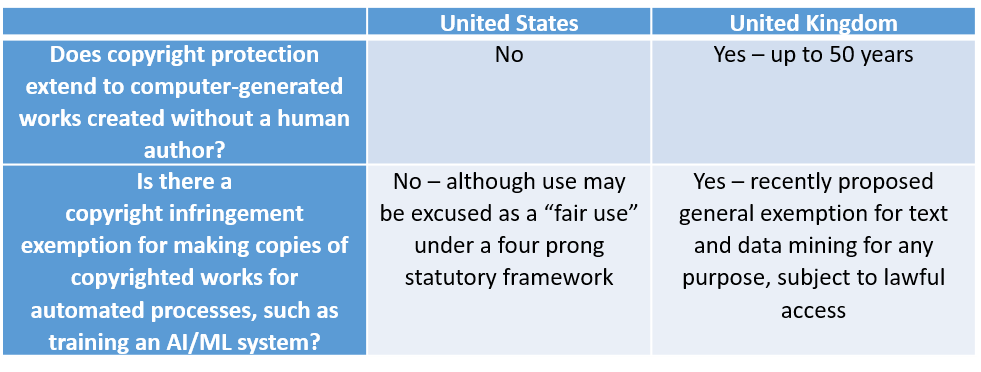 United States
United Kingdom
Does copyright protection
extend to computer-generated
works created without a human
author?
No
Yes – up to 50 years
Is there a
copyright infringement
exemption for making copies of
copyrighted works for
automated processes, such as
training an AI/ML system?
No – although use may
be excused as a “fair use”
under a four prong
statutory framework
Yes – recently proposed
general exemption for text
and data mining for any
purpose, subject to lawful
access